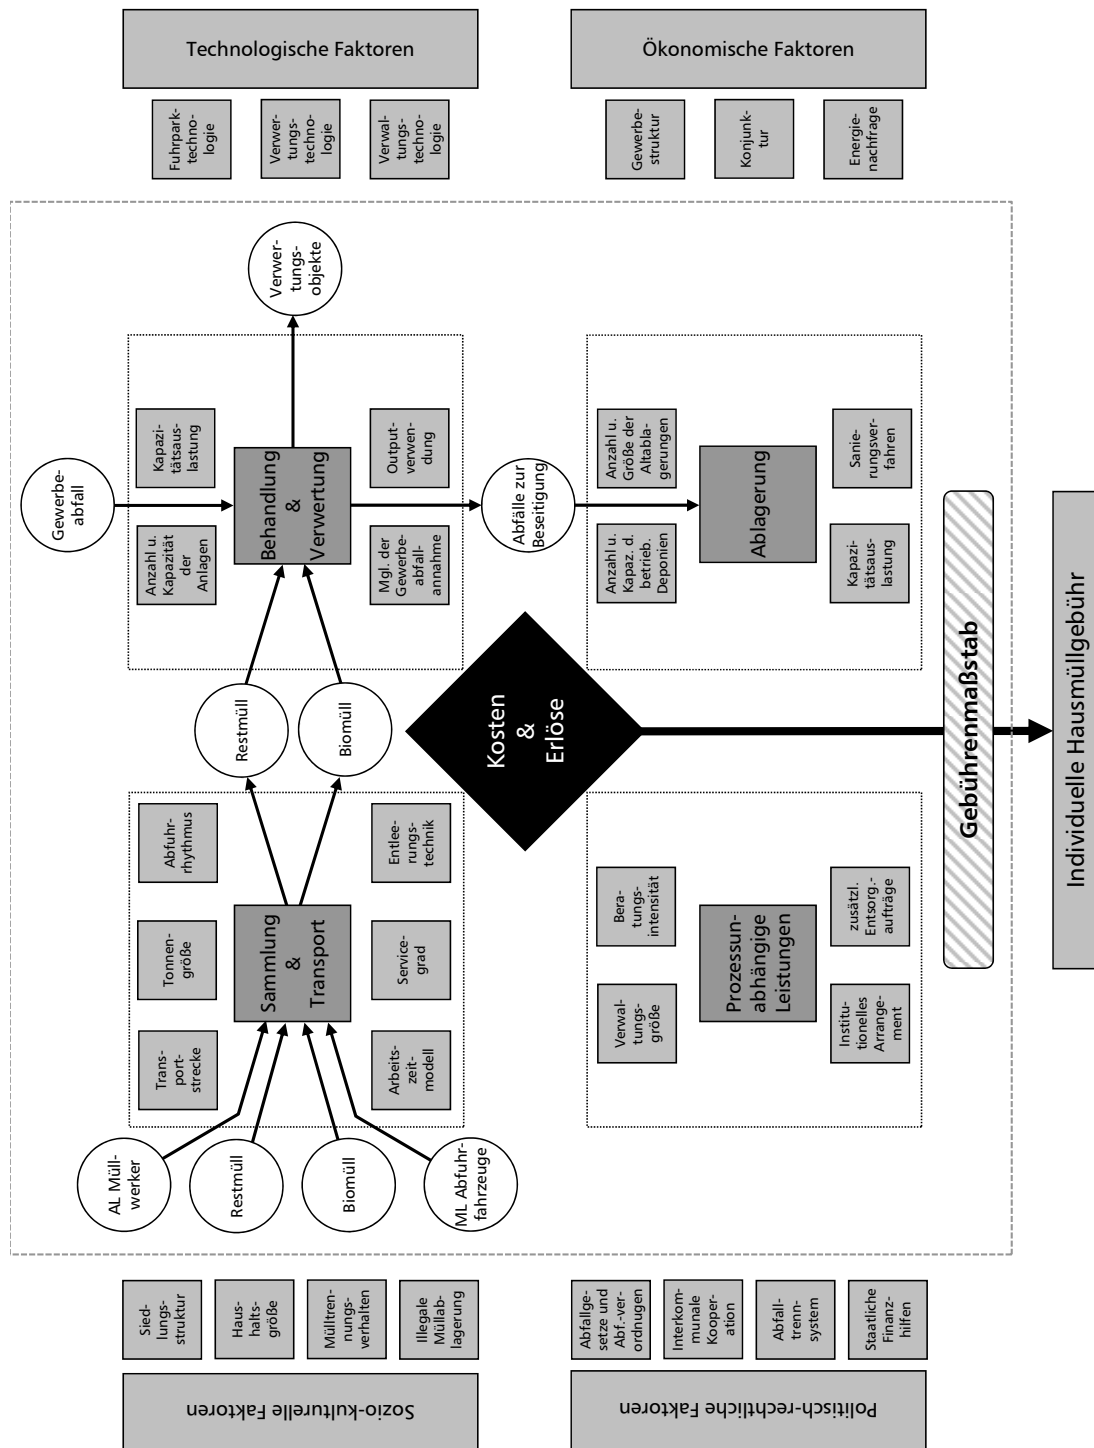 Technologische Faktoren
Ökonomische Faktoren
Fuhrpark-
techno-
logie
Verwer-
tungs-
techno-
logie
Verwal-
tungs-
techno-
logie
Gewerbe-
struktur
Konjunk-
tur
Energie-
nachfrage
Verwer-
tungs-
objekte
Gewerbe-
abfall
Kapazi-
tätsaus-
lastung
Anzahl u.
Kapazität
der
Anlagen
Behandlung
&
Verwertung
Outputver-
wen-
dung
Mgl. der
Gewerbe-
abfall-
annahme
Abfälle zur
Beseitigung
Anzahl u.
Größe der
Altabla-
gerungen
Anzahl u.
Kapaz. d.
betrieb.
Deponien
Ablagerung
Sanie-
rungsver-
fahren
Kapazi-
tätsaus-
lastung
Restmüll
Biomüll
Kosten
&
Erlöse
Abfuhr-
rhythmus
Tonnen-
größe
Trans-
port-
strecke
Sammlung
&
Transport
Entlee-
rungs-
technik
Service-
grad
Arbeits-
zeit-
modell
Bera-
tungs-
intensität
Verwal-
tungs-
größe
Prozessun-
abhängige
Leistungen
zusätzl.
Entsorg.-
aufträge
Institu-
tionelles
Arrange-
ment
Gebührenmaßstab
Individuelle Hausmüllgebühr
AL Müll-
werker
Restmüll
Biomüll
ML Abfuhr-
fahrzeuge
Sied-
lungs-
struktur
Haus-
halts-
größe
Mülltren-
nungs-
verhalten
Illegale
Müllab-
lagerung
Abfallge-
setze und
Abf.-ver-
ordnugen
Interkom-
munale
Kooper-
ation
Abfall-
trenn-
system
Staatliche
Finanz-
hilfen
Sozio-kulturelle Faktoren
Politisch-rechtliche Faktoren